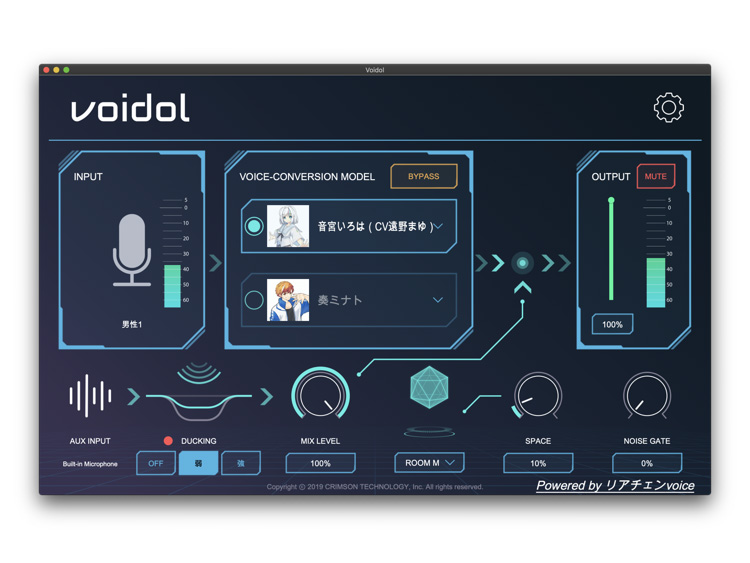 Voidol
voidol
INPUT
5
0
10
20
30
40
50
60
男性1
VOICE-CONVERSION MODEL
BYPASS
音宮いろは ( CV遠野まゆ )
奏ミナト
OUTPUT
MUTE
5
0
10
20
30
40
50
60
100%
AUX INPUT
DUCKING
MIX LEVEL
SPACE
NOISE GATE
Built-in Microphone
OFF
弱
強
100%
ROOM M
10%
0%
Copyright ⓒ 2019 CRIMSON TECHNOLOGY, Inc. All rights reserved.
Powered by リアチェンvoice